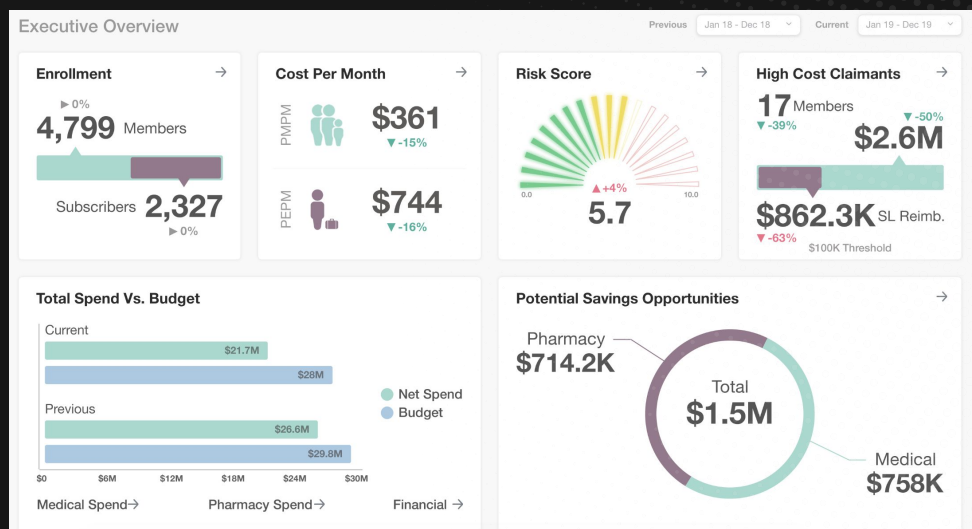 Executive Overview
Previous Jan 18 - Dec 18 Current Jan 19 - Dec 19
Enrollment →
▶ 0%
4,799 Members
Subscribers 2,327
▶ 0%
Cost Per Month →
PMPM
$361
▼ -15%
PEPM
$744
▼ -16%
Risk Score →
0.0
10.0
▲ +4%
5.7
High Cost Claimants →
17 Members
▼ -39%
▼ -50%
$2.6M
$862.3K SL Reimb.
▼ -63%
$100K Threshold
Total Spend Vs. Budget
Current
$21.7M
$28M
Previous
$26.6M
$29.8M
Net Spend
Budget
$0 $6M $12M $18M $24M $30M
Medical Spend→ Pharmacy Spend→ Financial →
Potential Savings Opportunities →
Pharmacy
$714.2K
Total
$1.5M
Medical
$758K